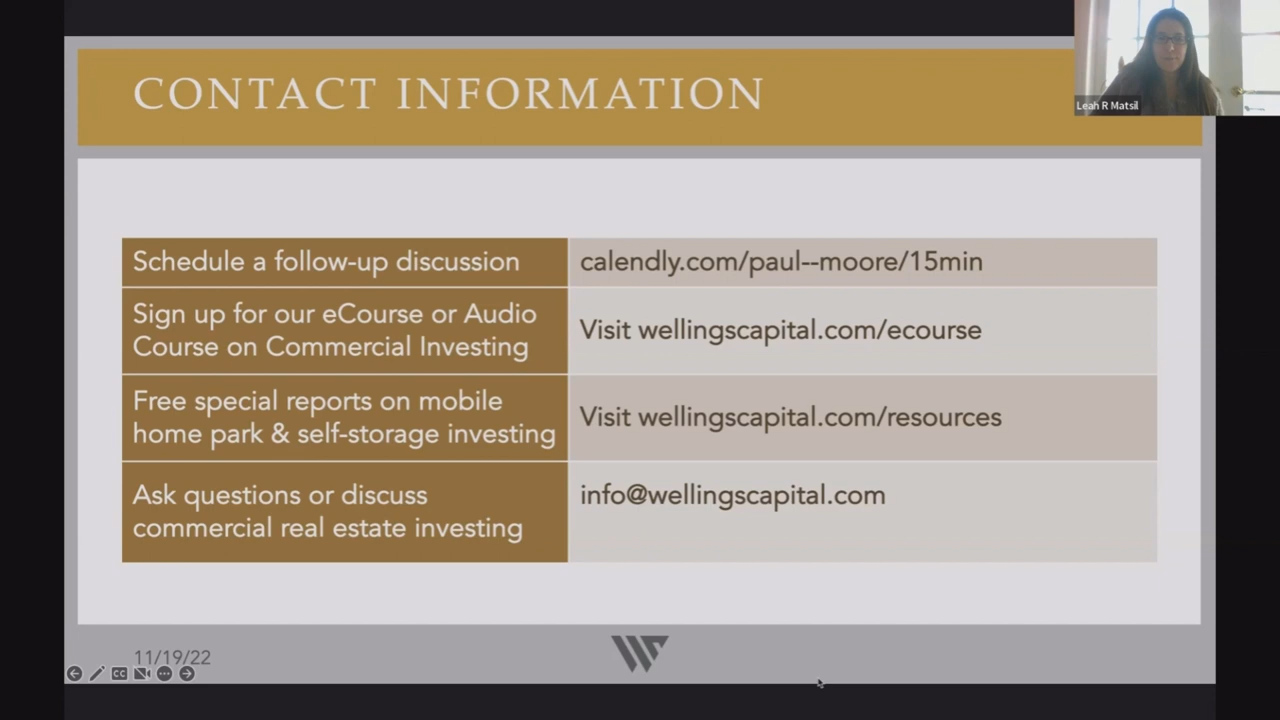 CONTACT INFORMATION
Leah R Matsil
Schedule a follow-up discussion
calendly.com/paul--moore/15min
Sign up for our eCourse or Audio
Course on Commercial Investing
Visit wellingscapital.com/ecourse
Free special reports on mobile
home park & self-storage investing
Visit wellingscapital.com/resources
Ask questions or discuss
commercial real estate investing
info@wellingscapital.com
11/19/22
CC